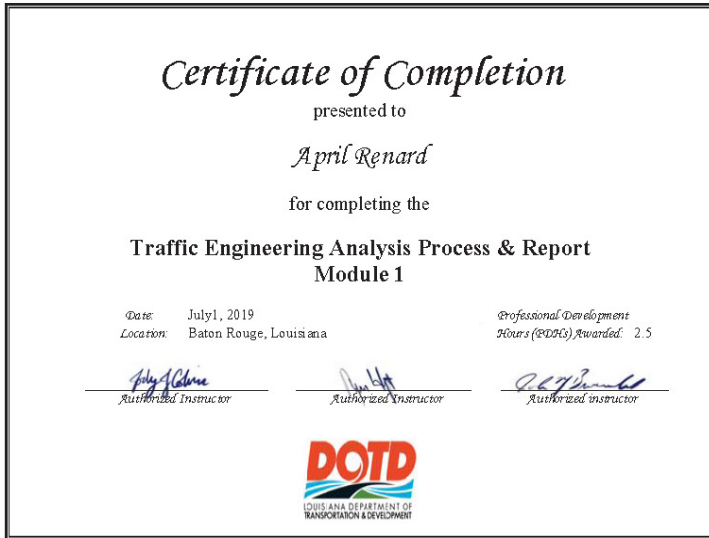 Certificate of Completion
presented to
April Renard
for completing the
Traffic Engineering Analysis Process & Report
Module 1
Date: July1, 2019
Location: Baton Rouge, Louisiana
Professional Development
Hours (PDHs) Awarded: 2.5
Authorized Instructor
Authorized Instructor
Authorized instructor
DOTD
LOUISIANA DEPARTMENT OF
TRANSPORTATION & DEVELOPMENT